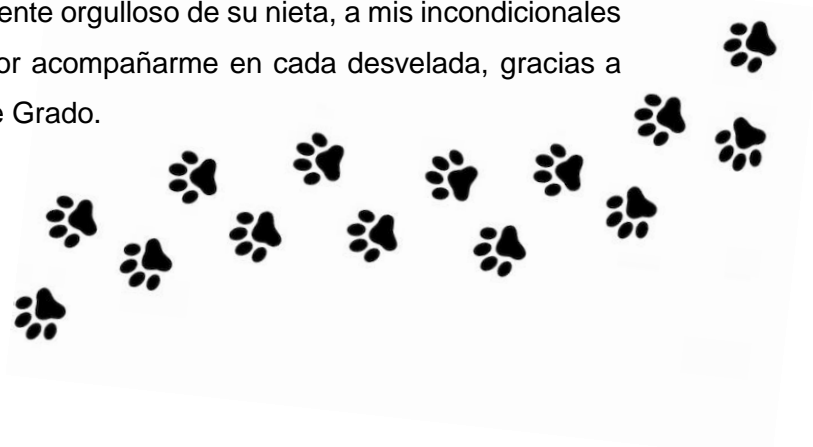 ente orgulloso de su nieta, a mis incondicionales
or acompañarme en cada desvelada, gracias a
e Grado.